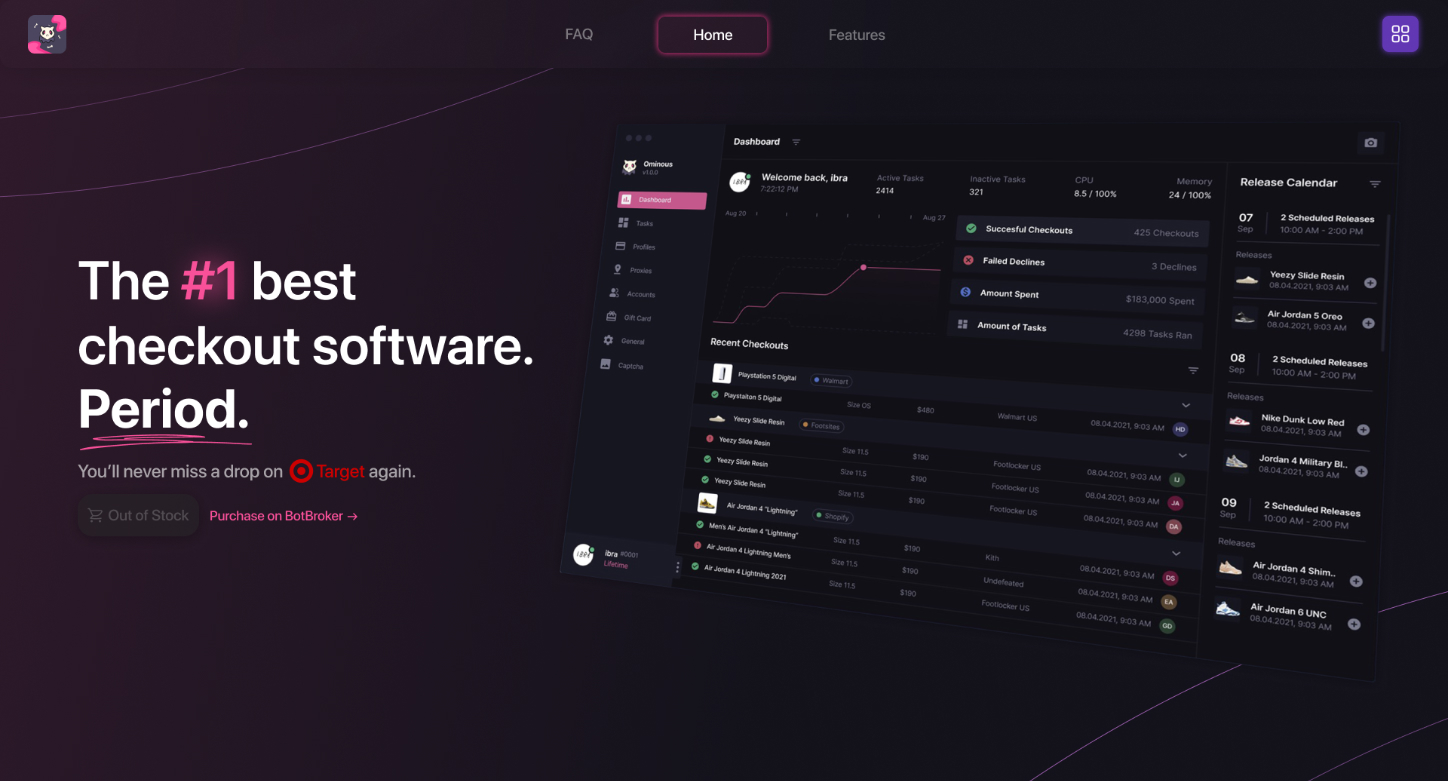 FAQ
Home
Features
The #1 best
checkout software.
Period.
You'll never miss a drop on Target again.
Out of Stock
Purchase on BotBroker →
Ominous
v1.0.0
Dashboard
Tasks
Profiles
Proxies
Accounts
Gift Card
General
Captcha
IBRA
ibra #0001
Lifetime
Dashboard
IBRA
Welcome back, ibra
7:22:12 PM
Active Tasks
2414
Inactive Tasks
321
CPU
8.5 / 100%
Memory
24 / 100%
Aug 20
Aug 27
Succesful Checkouts 425 Checkouts
Failed Declines 3 Declines
Amount Spent $183,000 Spent
Amount of Tasks 4298 Tasks Ran
Recent Checkouts
Playstation 5 Digital Walmart
Playstaiton 5 Digital Size OS $480 Walmart US 08.04.2021, 9:03 AM HD
Yeezy Slide Resin Footsites
Yeezy Slide Resin Size 11.5 $190 Footlocker US 08.04.2021, 9:03 AM IJ
Yeezy Slide Resin Size 11.5 $190 Footlocker US 08.04.2021, 9:03 AM JA
Yeezy Slide Resin Size 11.5 $190 Footlocker US 08.04.2021, 9:03 AM DA
Air Jordan 4 "Lightning" Shopify
Men's Air Jordan 4 "Lightning" Size 11.5 $190 Kith 08.04.2021, 9:03 AM DS
Air Jordan 4 Lightning Men's Size 11.5 $190 Undefeated 08.04.2021, 9:03 AM EA
Air Jordan 4 Lightning 2021 Size 11.5 $190 Footlocker US 08.04.2021, 9:03 AM GD
Release Calendar
07 Sep
2 Scheduled Releases
10:00 AM - 2:00 PM
Releases
Yeezy Slide Resin
08.04.2021, 9:03 AM
Air Jordan 5 Oreo
08.04.2021, 9:03 AM
08 Sep
2 Scheduled Releases
10:00 AM - 2:00 PM
Releases
Nike Dunk Low Red
08.04.2021, 9:03 AM
Jordan 4 Military Bl..
08.04.2021, 9:03 AM
09 Sep
2 Scheduled Releases
10:00 AM - 2:00 PM
Releases
Air Jordan 4 Shim..
08.04.2021, 9:03 AM
Air Jordan 6 UNC
08.04.2021, 9:03 AM